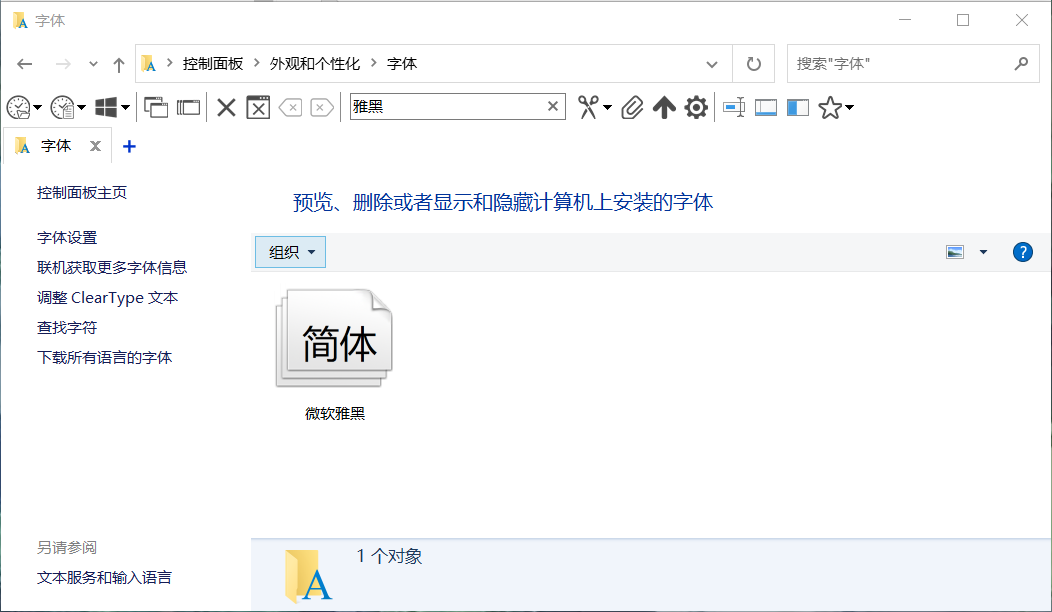 字体
控制面板 外观和个性化 字体
搜索"字体"
雅黑
字体
控制面板主页
字体设置
联机获取更多字体信息
调整 ClearType 文本
查找字符
下载所有语言的字体
另请参阅
文本服务和输入语言
预览、删除或者显示和隐藏计算机上安装的字体
组织
简体
微软雅黑
1 个对象